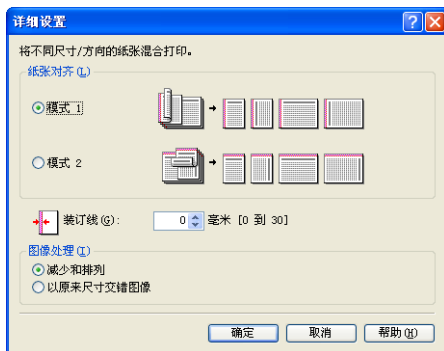 详细设置
将不同尺寸/方向的纸张混合打印。
纸张对齐(L)
模式 1
模式 2
装订线(G): 0 毫米 [0 到 30]
图像处理(I)
减少和排列
以原来尺寸交错图像
确定 取消 帮助(H)